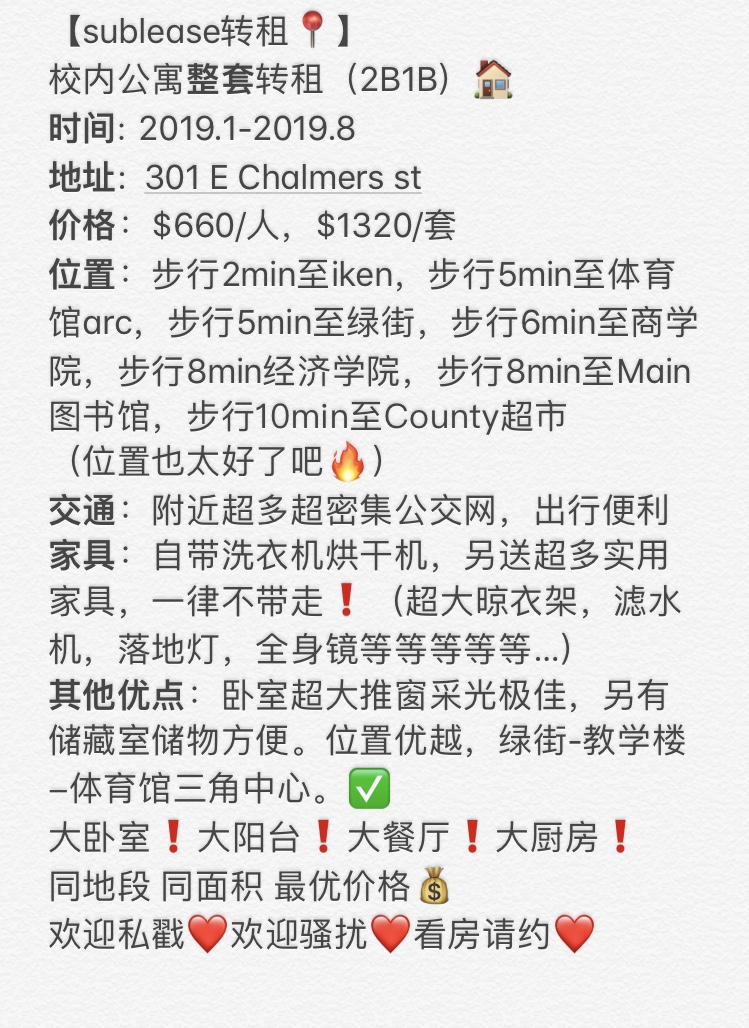 【sublease转租📍】
校内公寓整套转租（2B1B）🏠
时间: 2019.1-2019.8
地址: 301 E Chalmers st
价格：$660/人，$1320/套
位置：步行2min至iken，步行5min至体育
馆arc，步行5min至绿街，步行6min至商学
院，步行8min经济学院，步行8min至Main
图书馆，步行10min至County超市
（位置也太好了吧🔥）
交通：附近超多超密集公交网，出行便利
家具：自带洗衣机烘干机，另送超多实用
家具，一律不带走❗（超大晾衣架，滤水
机，落地灯，全身镜等等等等等...）
其他优点：卧室超大推窗采光极佳，另有
储藏室储物方便。位置优越，绿街-教学楼
–体育馆三角中心。✅
大卧室❗大阳台❗大餐厅❗大厨房❗
同地段 同面积 最优价格💰
欢迎私戳❤️欢迎骚扰❤️看房请约❤️